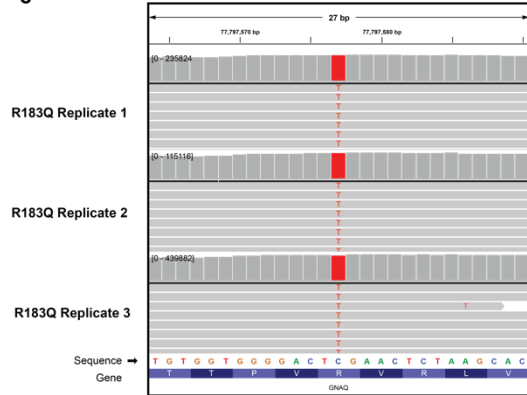 27 bp
77,797,570 bp 77,797,580 bp
[0 - 235824
R183Q Replicate 1
T
T
T
T
T
T
[0 - 115116]
R183Q Replicate 2
T
T
T
T
T
T
[0 - 439882]
R183Q Replicate 3
T
T T
T
T
T
T
T
Sequence T G T G G T G G G G A C T C G A A C T C T A A G C A C
Gene T T P V R V R L V
GNAQ